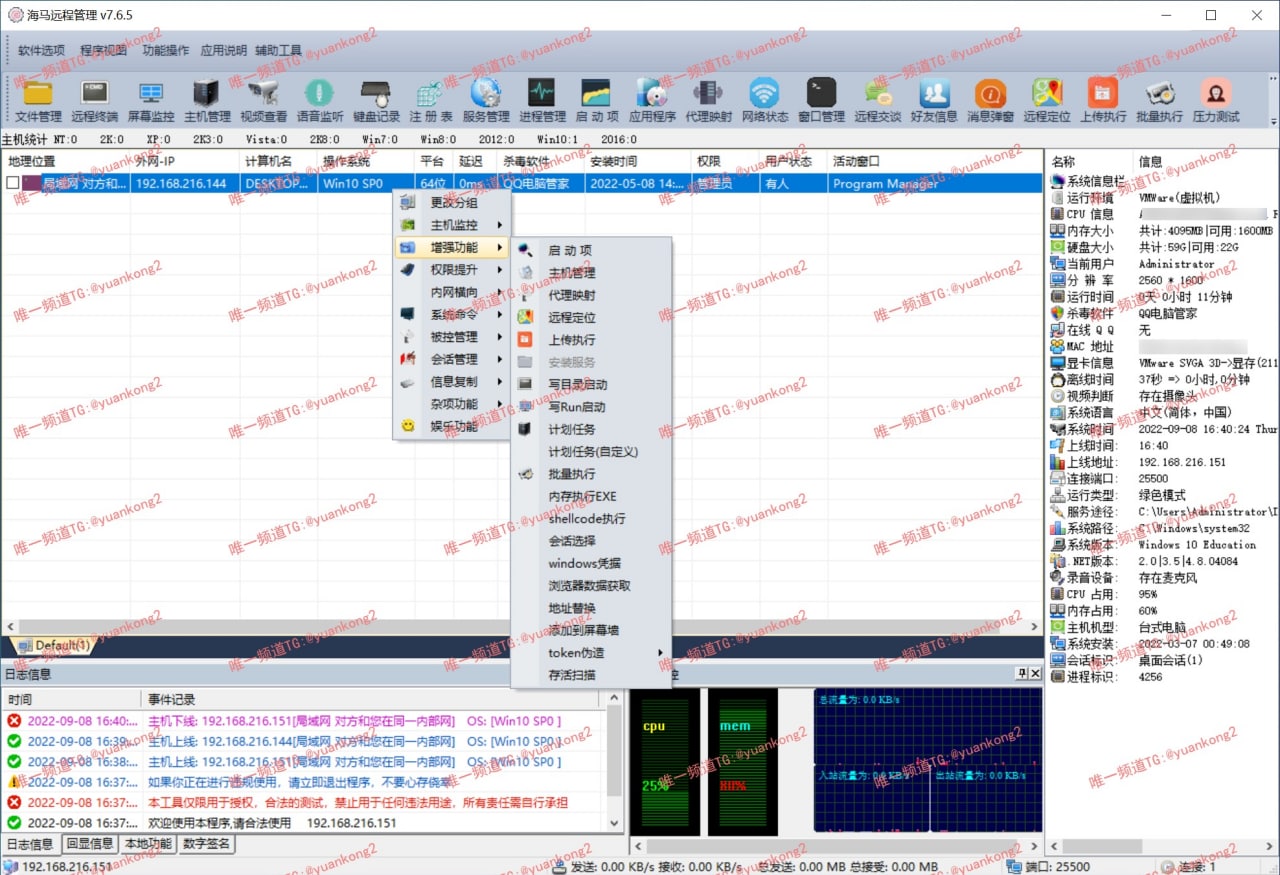 海马远程管理 v7.6.5
软件选项 程序视图 功能操作 应用说明 辅助工具
文件管理 远程终端 屏幕监控 主机管理 视频查看 语音监听 键盘记录 注 册 表 服务管理 进程管理 启 动 项 应用程序 代理映射 网络状态 窗口管理 远程交谈 好友信息 消息弹窗 远程定位 上传执行 批量执行 压力测试
主机统计 NT:0 2K:0 XP:0 2K3:0 Vista:0 2K8:0 Win7:0 Win8:0 2012:0 Win10:1 2016:0
地理位置 外网-IP 计算机名 操作系统 平台 延迟 杀毒软件 安装时间 权限 用户状态 活动窗口
局域网 对方和... 192.168.216.144 DESKTOP... Win10 SP0 64位 0ms QQ电脑管家 2022-05-08 14:... 管理员 有人 Program Manager
更改分组
主机监控
增强功能
权限提升
内网横向
系统命令
被控管理
会话管理
信息复制
杂项功能
娱乐功能
启 动 项
主机管理
代理映射
远程定位
上传执行
安装服务
写目录启动
写Run启动
计划任务
计划任务(自定义)
批量执行
内存执行EXE
shellcode执行
会话选择
windows凭据
浏览器数据获取
地址替换
添加到屏幕墙
token伪造
存活扫描
名称 信息
系统信息栏
运行环境 VMWare(虚拟机)
CPU 信息
内存大小 共计:4095MB|可用:1600MB
硬盘大小 共计:59G|可用:22G
当前用户 Administrator
分 辨 率 2560 * 1600
运行时间 0天 0小时 11分钟
杀毒软件 QQ电脑管家
在线 Q Q 无
MAC 地址
显卡信息 VMware SVGA 3D->显存(211
离线时间 37秒 => 0小时,0分钟
视频判断 存在摄像头
系统语言 中文(简体，中国)
系统时间 2022-09-08 16:40:24 Thur
上线时间: 16:40
上线地址: 192.168.216.151
连接端口: 25500
运行类型: 绿色模式
服务途径: C:\Users\Administrator\D
系统路径: C:\Windows\system32
系统版本: Windows 10 Education
.NET版本: 2.0|3.5|4.8.04084
录音设备: 存在麦克风
CPU 占用: 95%
内存占用: 60%
主机机型: 台式电脑
系统安装: 2022-03-07 00:49:08
会话标识: 桌面会话(1)
进程标识: 4256
Default(1)
日志信息
时间 事件记录
2022-09-08 16:40:... 主机下线: 192.168.216.151[局域网 对方和您在同一内部网] OS: [Win10 SP0 ]
2022-09-08 16:39:... 主机上线: 192.168.216.144[局域网 对方和您在同一内部网] OS: [Win10 SP0 ]
2022-09-08 16:38:... 主机上线: 192.168.216.151[局域网 对方和您在同一内部网] OS: [Win10 SP0 ]
2022-09-08 16:37:... 如果你正在进行违规使用，请立即退出程序，不要心存侥幸
2022-09-08 16:37:... 本工具仅限用于授权，合法的测试，禁止用于任何违法用途，所有责任需自行承担
2022-09-08 16:37:... 欢迎使用本程序,请合法使用 192.168.216.151
日志信息 回显信息 本地功能 数字签名
控
cpu
25%
mem
80%
总流量为: 0.0 KB/s
入站流量为: 0.0 KB/s 出站流量为: 0.0 KB/s
192.168.216.151 发送: 0.00 KB/s 接收: 0.00 KB/s 总发送: 0.00 MB 总接受: 0.00 MB 端口: 25500 连接: 1
唯一频道TG:@yuankong2